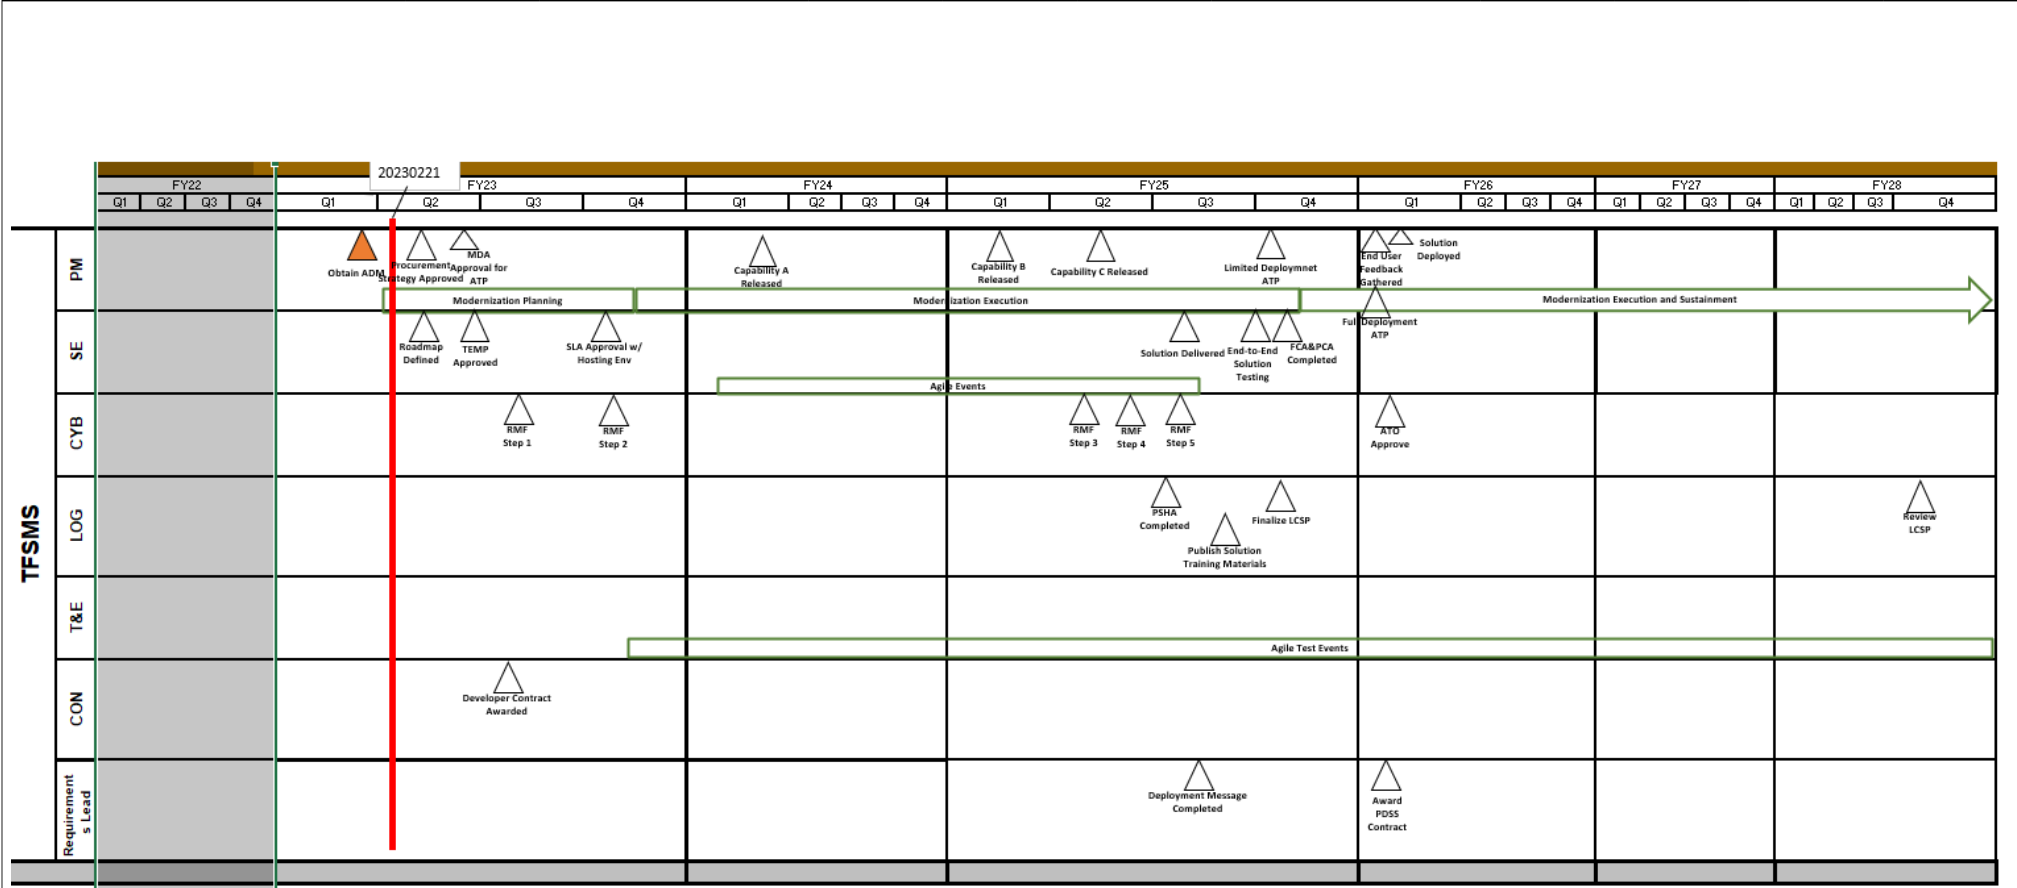 20230221
FY22
FY23
FY24
FY25
FY26
FY27
FY28
Q1 Q2 Q3 Q4
Q1 Q2 Q3 Q4
Q1 Q2 Q3 Q4
Q1 Q2 Q3 Q4
Q1 Q2 Q3 Q4
Q1 Q2 Q3 Q4
Q1 Q2 Q3 Q4
TFSMS
PM
Obtain ADM
Procurement
Strategy Approved
MDA
Approval for
ATP
Capability A
Released
Capability B
Released
Capability C Released
Limited Deploymnet
ATP
End User
Feedback
Gathered
Solution
Deployed
Modernization Planning
Modernization Execution
Modernization Execution and Sustainment
SE
Roadmap
Defined
TEMP
Approved
SLA Approval w/
Hosting Env
Solution Delivered
End-to-End
Solution
Testing
FCA&PCA
Completed
Full Deployment
ATP
Agile Events
CYB
RMF
Step 1
RMF
Step 2
RMF
Step 3
RMF
Step 4
RMF
Step 5
ATO
Approve
LOG
PSHA
Completed
Publish Solution
Training Materials
Finalize LCSP
Review
LCSP
T&E
Agile Test Events
CON
Developer Contract
Awarded
Requirement
s Lead
Deployment Message
Completed
Award
PDSS
Contract